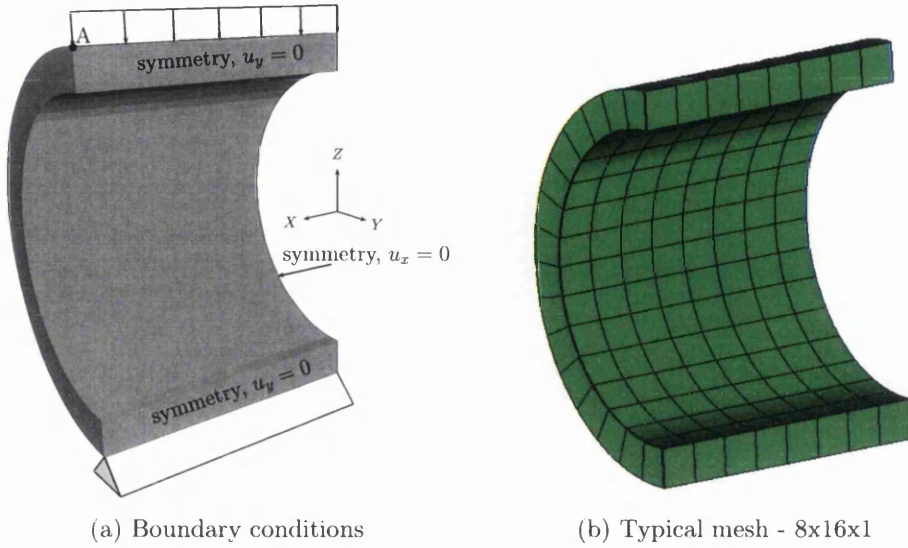 A
symmetry, u_y = 0
Z
X
Y
symmetry, u_x = 0
symmetry, u_y = 0
(a) Boundary conditions
(b) Typical mesh - 8x16x1